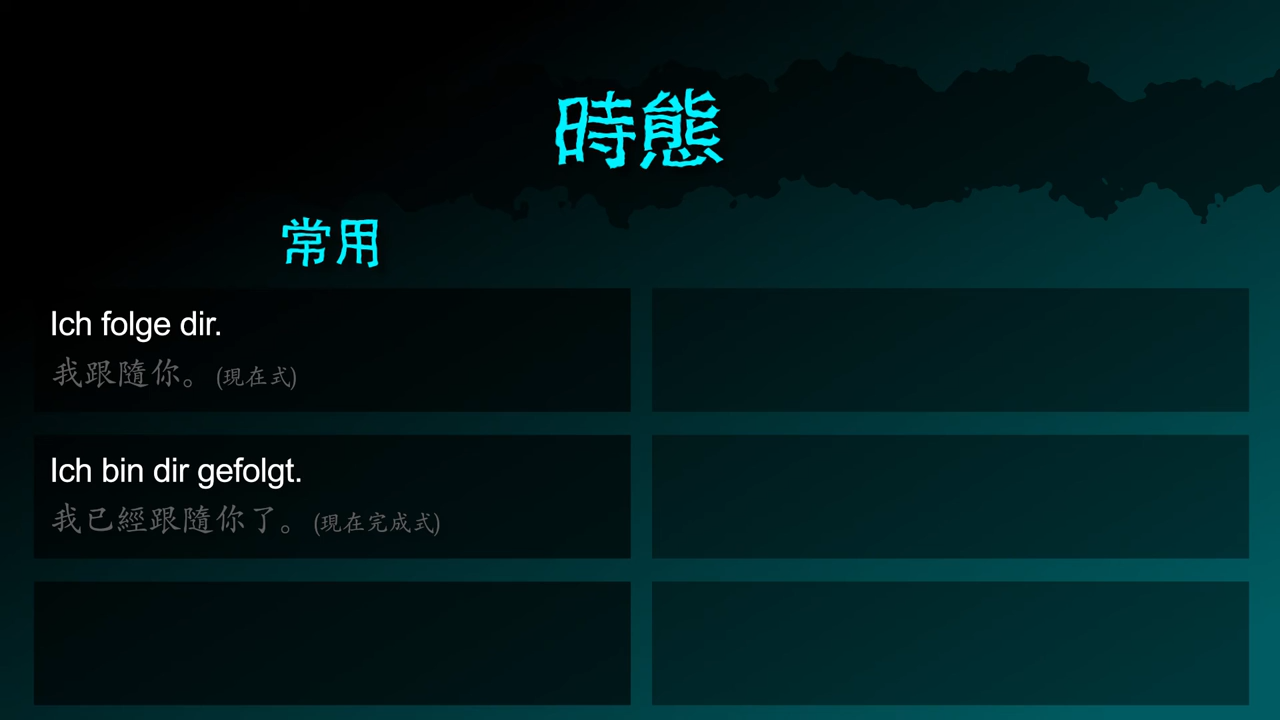 時態
常用
Ich folge dir.
我跟隨你。(現在式)
Ich bin dir gefolgt.
我已經跟隨你了。(現在完成式)